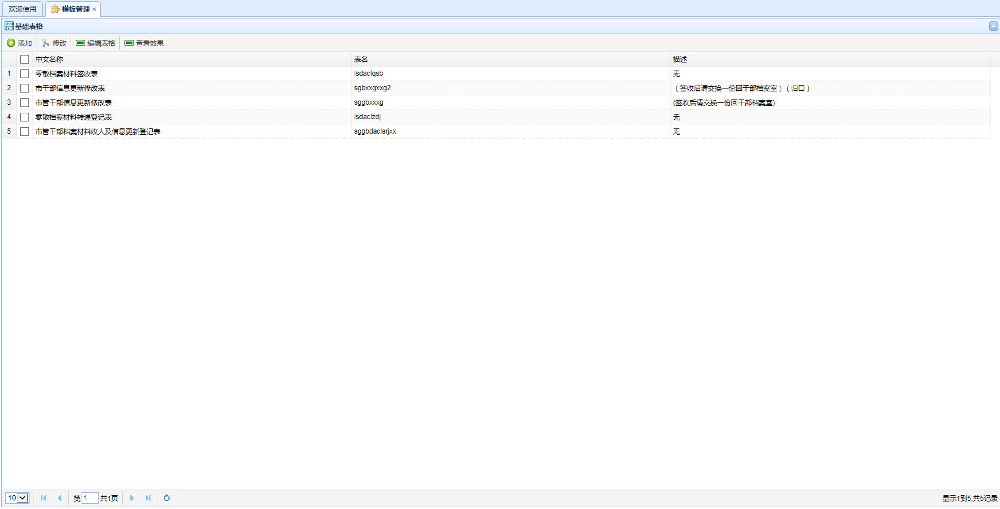 欢迎使用 模板管理
基础表格
添加 修改 编辑表格 查看效果
中文名称 表名 描述
1 零散档案材料签收表 lsdaclqsb 无
2 市干部信息更新修改表 sgbxxgxxg2 （签收后请交换一份回干部档案室）（归口）
3 市管干部信息更新修改表 sggbxxxg (签收后请交换一份回干部档案室)
4 零散档案材料转递登记表 lsdaclzdj 无
5 市管干部档案材料收人及信息更新登记表 sggbdaclsrjxx 无
10 第 1 共1页 显示1到5,共5记录